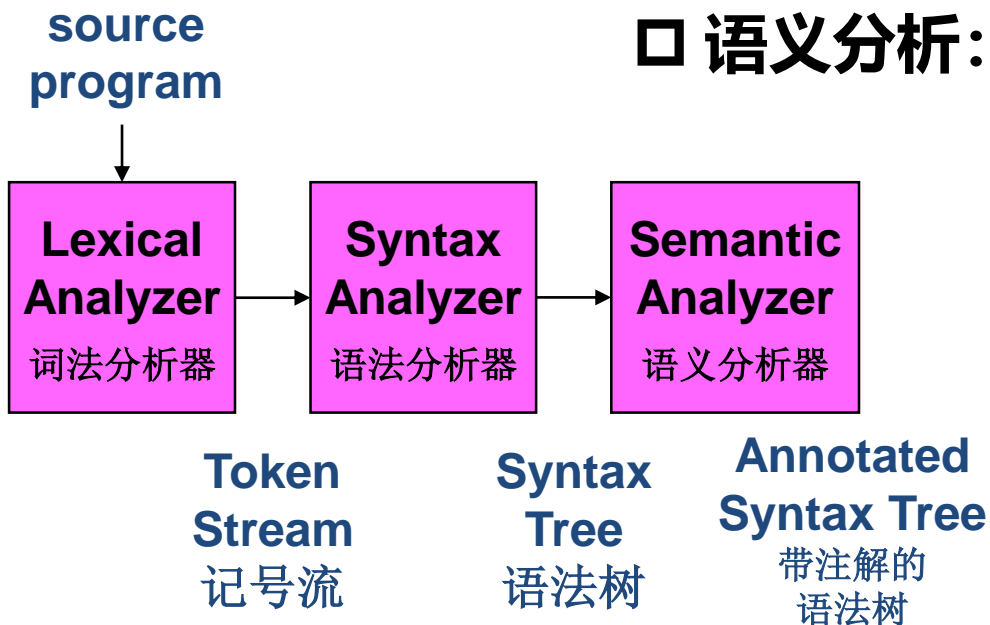 source
program
□ 语义分析：
Lexical
Analyzer
词法分析器
Syntax
Analyzer
语法分析器
Semantic
Analyzer
语义分析器
Token
Stream
记号流
Syntax
Tree
语法树
Annotated
Syntax Tree
带注解的
语法树